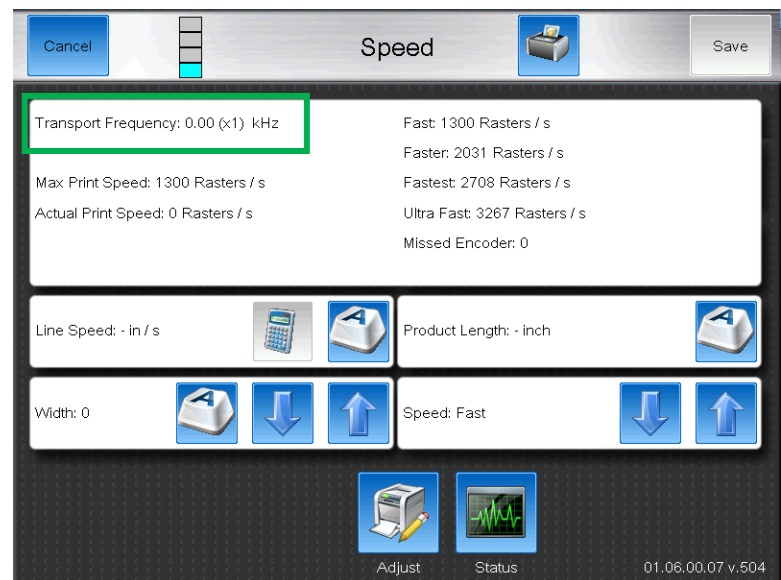 Cancel
Speed
Save
Transport Frequency: 0.00 (x1) kHz
Max Print Speed: 1300 Rasters / s
Actual Print Speed: 0 Rasters / s
Fast: 1300 Rasters / s
Faster: 2031 Rasters / s
Fastest: 2708 Rasters / s
Ultra Fast: 3267 Rasters / s
Missed Encoder: 0
Line Speed: - in / s
A
Product Length: - inch
A
Width: 0
A
Speed: Fast
Adjust
Status
01.06.00.07 v.504